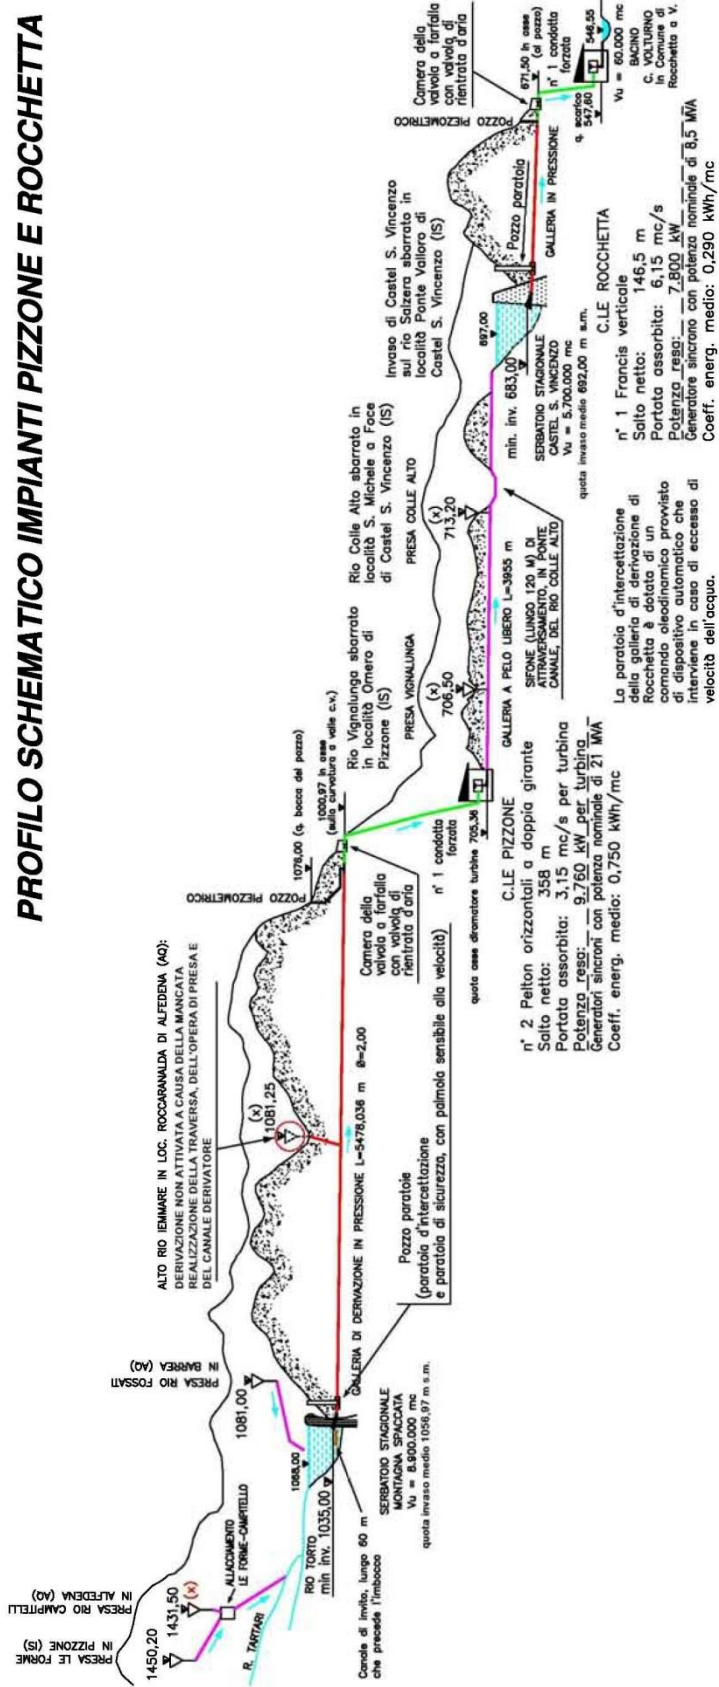 PROFILO SCHEMATICO IMPIANTI PIZZONE E ROCCHETTA
PRESA LE FORME
IN PIZZONE (IS)
1450,20
PRESA RIO CAMPITELLI
IN ALFEDENA (AQ)
1431,50
(x)
ALLACCIAMENTO
LE FORME-CAMPITELLO
R. TARTARI
PRESA RIO FOSSATI
IN BARREA (AQ)
1081,00
1068,00
RIO TORTO
min inv. 1035,00
Canale di invito, lungo 60 m
che precede l'imbocco
SERBATOIO STAGIONALE
MONTAGNA SPACCATA
Vu = 8.900.000 mc
quota invaso medio 1056,97 m s.m.
ALTO RIO IEMMARE IN LOC. ROCCARANALDA DI ALFEDENA (AQ):
DERIVAZIONE NON ATTIVATA A CAUSA DELLA MANCATA
REALIZZAZIONE DELLA TRAVERSA, DELL'OPERA DI PRESA E
DEL CANALE DERIVATORE
(x)
1081,25
GALLERIA DI DERIVAZIONE IN PRESSIONE L=5478,036 m Ø=2,00
Pozzo paratoie
(paratoia d'intercettazione
e paratoia di sicurezza, con palmola sensibile alla velocità)
POZZO PIEZOMETRICO
1076,00 (q. bocca del pozzo)
1000,97 in asse
(sulla curvatura a valle c.v.)
Camera della
valvola a farfalla
con valvola di
rientrata d'aria
n° 1 condotta
forzata
quota asse diramatore turbine 705,36
C.LE PIZZONE
n° 2 Pelton orizzontali a doppia girante
Salto netto: 358 m
Portata assorbita: 3,15 mc/s per turbina
Potenza resa: 9.760 kW per turbina
Generatori sincroni con potenza nominale di 21 MVA
Coeff. energ. medio: 0,750 kWh/mc
Rio Vignalunga sbarrato
in località Omero di
Pizzone (IS)
PRESA VIGNALUNGA
(x)
706,50
GALLERIA A PELO LIBERO L=3955 m
Rio Colle Alto sbarrato in
località S. Michele a Foce
di Castel S. Vincenzo (IS)
PRESA COLLE ALTO
(x)
713,20
SIFONE (LUNGO 120 M) DI
ATTRAVERSAMENTO, IN PONTE
CANALE, DEL RIO COLLE ALTO
Invaso di Castel S. Vincenzo
sul rio Salzera sbarrato in
località Ponte Valloro di
Castel S. Vincenzo (IS)
697,00
min. inv. 683,00
SERBATOIO STAGIONALE
CASTEL S. VINCENZO
Vu = 5.700.000 mc
quota invaso medio 692,00 m s.m.
Pozzo paratoia
GALLERIA IN PRESSIONE
POZZO PIEZOMETRICO
Camera della
valvola a farfalla
con valvola di
rientrata d'aria
671,50 in asse
(al pozzo)
n° 1 condotta
forzata
q. scarico
547,60
546,55
Vu = 60.000 mc
BACINO
C. VOLTURNO
in Comune di
Rocchetta a V.
C.LE ROCCHETTA
n° 1 Francis verticale
Salto netto: 146,5 m
Portata assorbita: 6,15 mc/s
Potenza resa: 7.800 kW
Generatore sincrono con potenza nominale di 8,5 MVA
Coeff. energ. medio: 0,290 kWh/mc
La paratoia d'intercettazione
della galleria di derivazione di
Rocchetta è dotata di un
comando oleodinamico provvisto
di dispositivo automatico che
interviene in caso di eccesso di
velocità dell'acqua.